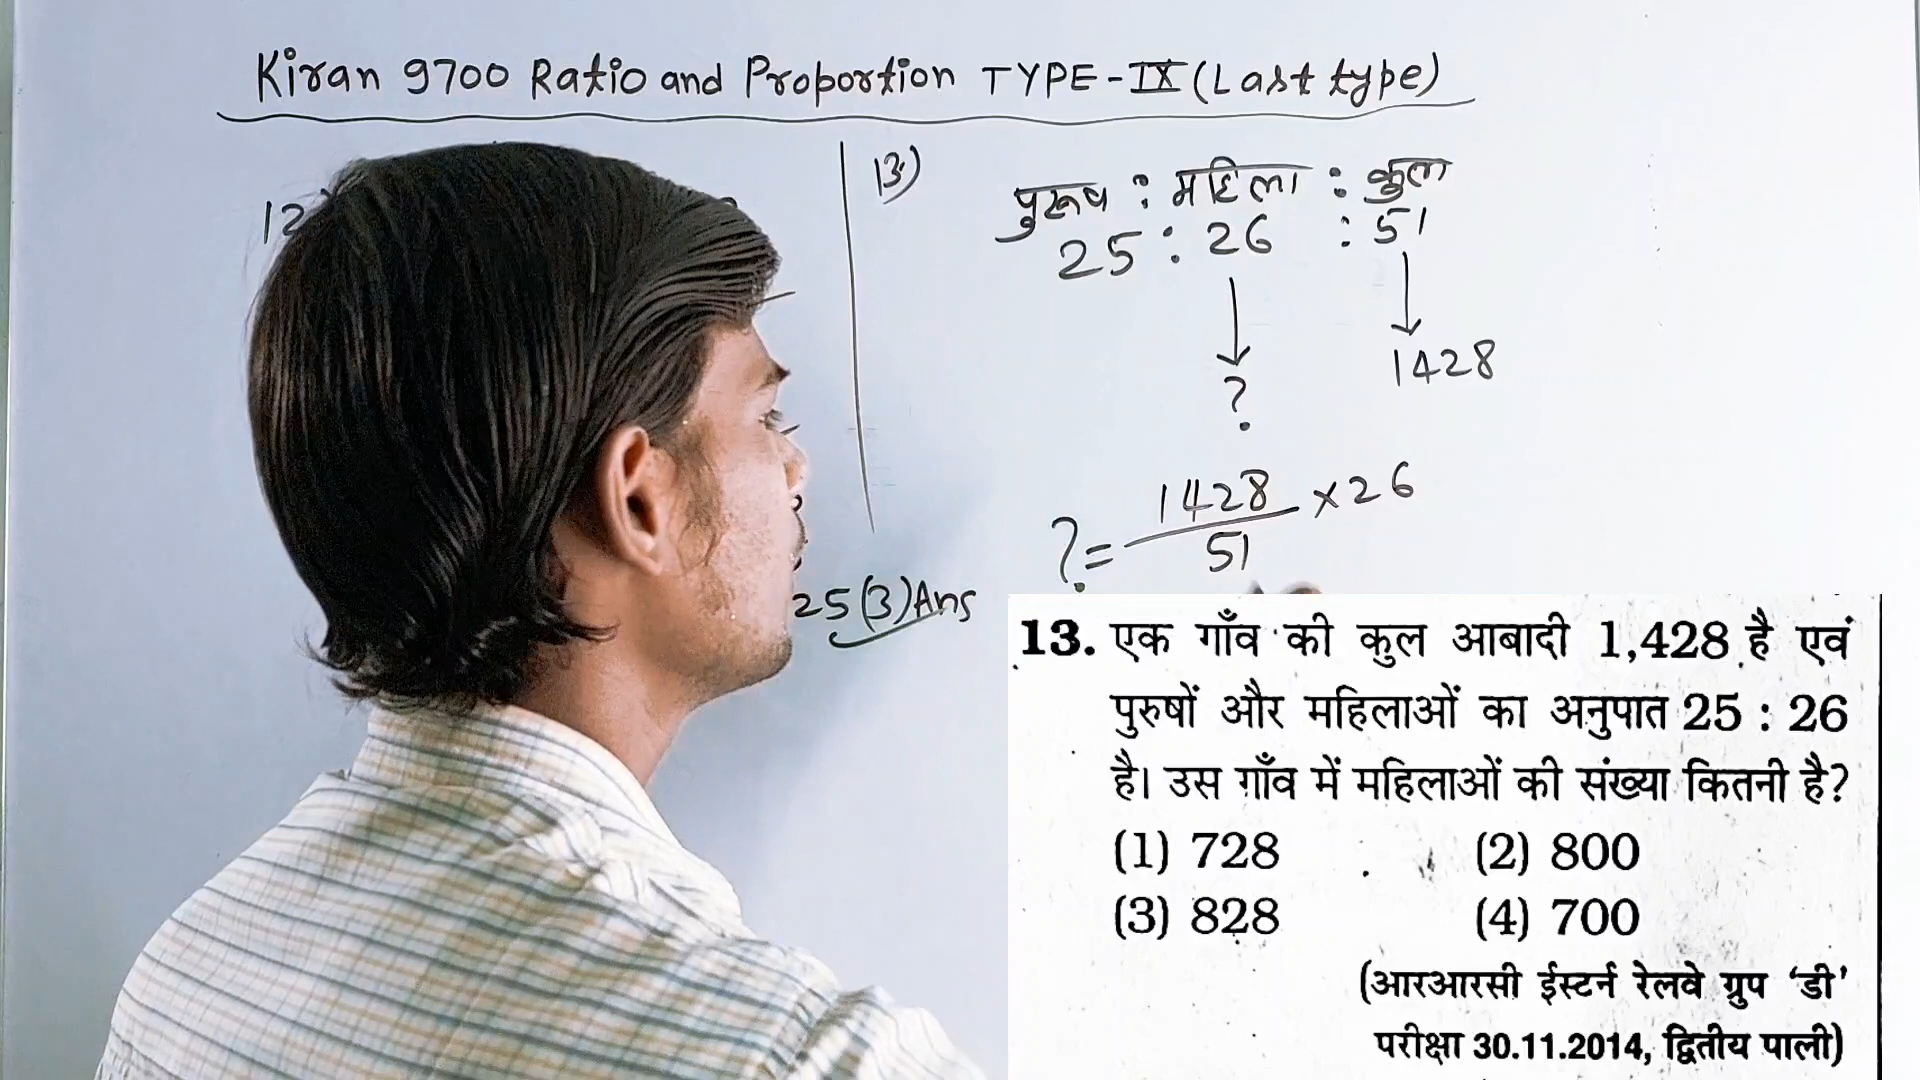 Kiran 9700 Ratio and Proportion TYPE-IX (Last type)
12
25 (3) Ans
13)
पुरूष : महिला : कुल
25 : 26 : 51
? 1428
? = 1428/51 × 26
13. एक गाँव की कुल आबादी 1,428 है एवं
पुरुषों और महिलाओं का अनुपात 25 : 26
है। उस गाँव में महिलाओं की संख्या कितनी है?
(1) 728 (2) 800
(3) 828 (4) 700
(आरआरसी ईस्टर्न रेलवे ग्रुप ‘डी’
परीक्षा 30.11.2014, द्वितीय पाली)